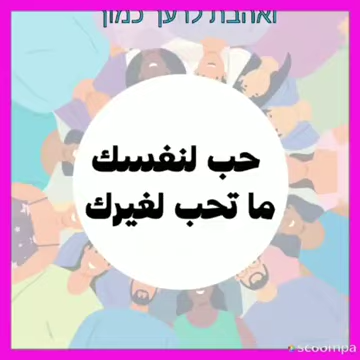 ואהבת לרעך כמוך
حب لنفسك
ما تحب لغيرك
scoompa